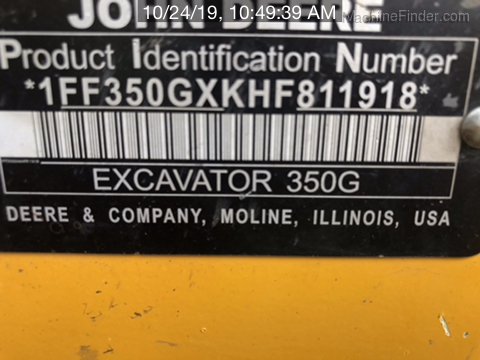 10/24/19, 10:49:39 AM
MachineFinder.com
JOHN DEERE
Product Identification Number
*1FF350GXKHF811918*
EXCAVATOR 350G
DEERE & COMPANY, MOLINE, ILLINOIS, USA